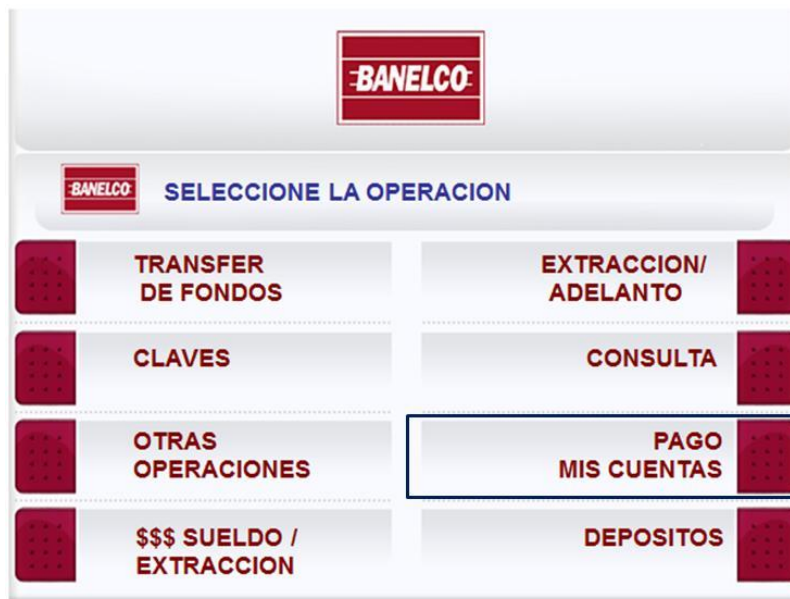 BANELCO
BANELCO
SELECCIONE LA OPERACION
TRANSFER
DE FONDOS
EXTRACCION/
ADELANTO
CLAVES
CONSULTA
OTRAS
OPERACIONES
PAGO
MIS CUENTAS
$$$ SUELDO /
EXTRACCION
DEPOSITOS